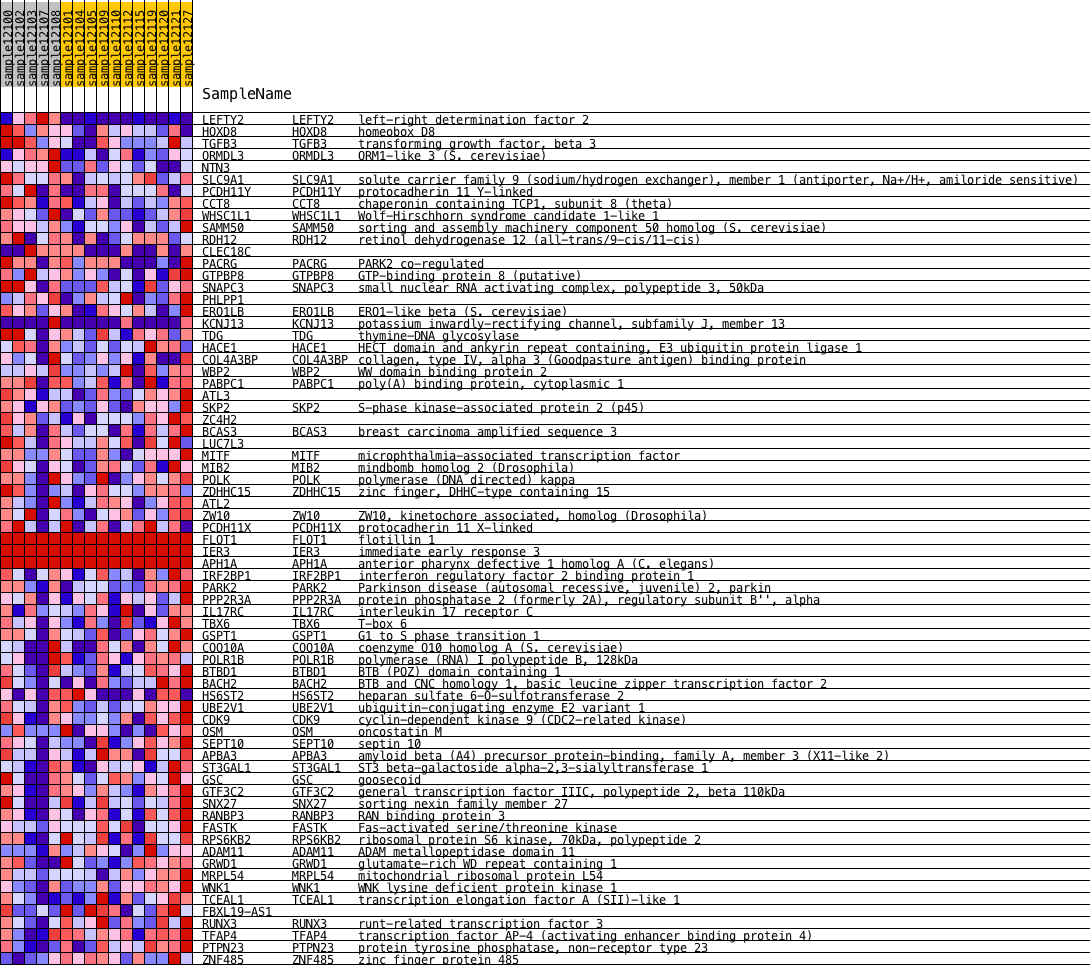 sample12100
sample12102
sample12103
sample12107
sample12108
sample12101
sample12104
sample12105
sample12109
sample12110
sample12112
sample12115
sample12119
sample12120
sample12121
sample12127
SampleName
LEFTY2 LEFTY2 left-right determination factor 2
HOXD8 HOXD8 homeobox D8
TGFB3 TGFB3 transforming growth factor, beta 3
ORMDL3 ORMDL3 ORM1-like 3 (S. cerevisiae)
NTN3
SLC9A1 SLC9A1 solute carrier family 9 (sodium/hydrogen exchanger), member 1 (antiporter, Na+/H+, amiloride sensitive)
PCDH11Y PCDH11Y protocadherin 11 Y-linked
CCT8 CCT8 chaperonin containing TCP1, subunit 8 (theta)
WHSC1L1 WHSC1L1 Wolf-Hirschhorn syndrome candidate 1-like 1
SAMM50 SAMM50 sorting and assembly machinery component 50 homolog (S. cerevisiae)
RDH12 RDH12 retinol dehydrogenase 12 (all-trans/9-cis/11-cis)
CLEC18C
PACRG PACRG PARK2 co-regulated
GTPBP8 GTPBP8 GTP-binding protein 8 (putative)
SNAPC3 SNAPC3 small nuclear RNA activating complex, polypeptide 3, 50kDa
PHLPP1
ERO1LB ERO1LB ERO1-like beta (S. cerevisiae)
KCNJ13 KCNJ13 potassium inwardly-rectifying channel, subfamily J, member 13
TDG TDG thymine-DNA glycosylase
HACE1 HACE1 HECT domain and ankyrin repeat containing, E3 ubiquitin protein ligase 1
COL4A3BP COL4A3BP collagen, type IV, alpha 3 (Goodpasture antigen) binding protein
WBP2 WBP2 WW domain binding protein 2
PABPC1 PABPC1 poly(A) binding protein, cytoplasmic 1
ATL3
SKP2 SKP2 S-phase kinase-associated protein 2 (p45)
ZC4H2
BCAS3 BCAS3 breast carcinoma amplified sequence 3
LUC7L3
MITF MITF microphthalmia-associated transcription factor
MIB2 MIB2 mindbomb homolog 2 (Drosophila)
POLK POLK polymerase (DNA directed) kappa
ZDHHC15 ZDHHC15 zinc finger, DHHC-type containing 15
ATL2
ZW10 ZW10 ZW10, kinetochore associated, homolog (Drosophila)
PCDH11X PCDH11X protocadherin 11 X-linked
FLOT1 FLOT1 flotillin 1
IER3 IER3 immediate early response 3
APH1A APH1A anterior pharynx defective 1 homolog A (C. elegans)
IRF2BP1 IRF2BP1 interferon regulatory factor 2 binding protein 1
PARK2 PARK2 Parkinson disease (autosomal recessive, juvenile) 2, parkin
PPP2R3A PPP2R3A protein phosphatase 2 (formerly 2A), regulatory subunit B'', alpha
IL17RC IL17RC interleukin 17 receptor C
TBX6 TBX6 T-box 6
GSPT1 GSPT1 G1 to S phase transition 1
COQ10A COQ10A coenzyme Q10 homolog A (S. cerevisiae)
POLR1B POLR1B polymerase (RNA) I polypeptide B, 128kDa
BTBD1 BTBD1 BTB (POZ) domain containing 1
BACH2 BACH2 BTB and CNC homology 1, basic leucine zipper transcription factor 2
HS6ST2 HS6ST2 heparan sulfate 6-O-sulfotransferase 2
UBE2V1 UBE2V1 ubiquitin-conjugating enzyme E2 variant 1
CDK9 CDK9 cyclin-dependent kinase 9 (CDC2-related kinase)
OSM OSM oncostatin M
SEPT10 SEPT10 septin 10
APBA3 APBA3 amyloid beta (A4) precursor protein-binding, family A, member 3 (X11-like 2)
ST3GAL1 ST3GAL1 ST3 beta-galactoside alpha-2,3-sialyltransferase 1
GSC GSC goosecoid
GTF3C2 GTF3C2 general transcription factor IIIC, polypeptide 2, beta 110kDa
SNX27 SNX27 sorting nexin family member 27
RANBP3 RANBP3 RAN binding protein 3
FASTK FASTK Fas-activated serine/threonine kinase
RPS6KB2 RPS6KB2 ribosomal protein S6 kinase, 70kDa, polypeptide 2
ADAM11 ADAM11 ADAM metallopeptidase domain 11
GRWD1 GRWD1 glutamate-rich WD repeat containing 1
MRPL54 MRPL54 mitochondrial ribosomal protein L54
WNK1 WNK1 WNK lysine deficient protein kinase 1
TCEAL1 TCEAL1 transcription elongation factor A (SII)-like 1
FBXL19-AS1
RUNX3 RUNX3 runt-related transcription factor 3
TFAP4 TFAP4 transcription factor AP-4 (activating enhancer binding protein 4)
PTPN23 PTPN23 protein tyrosine phosphatase, non-receptor type 23
ZNF485 ZNF485 zinc finger protein 485